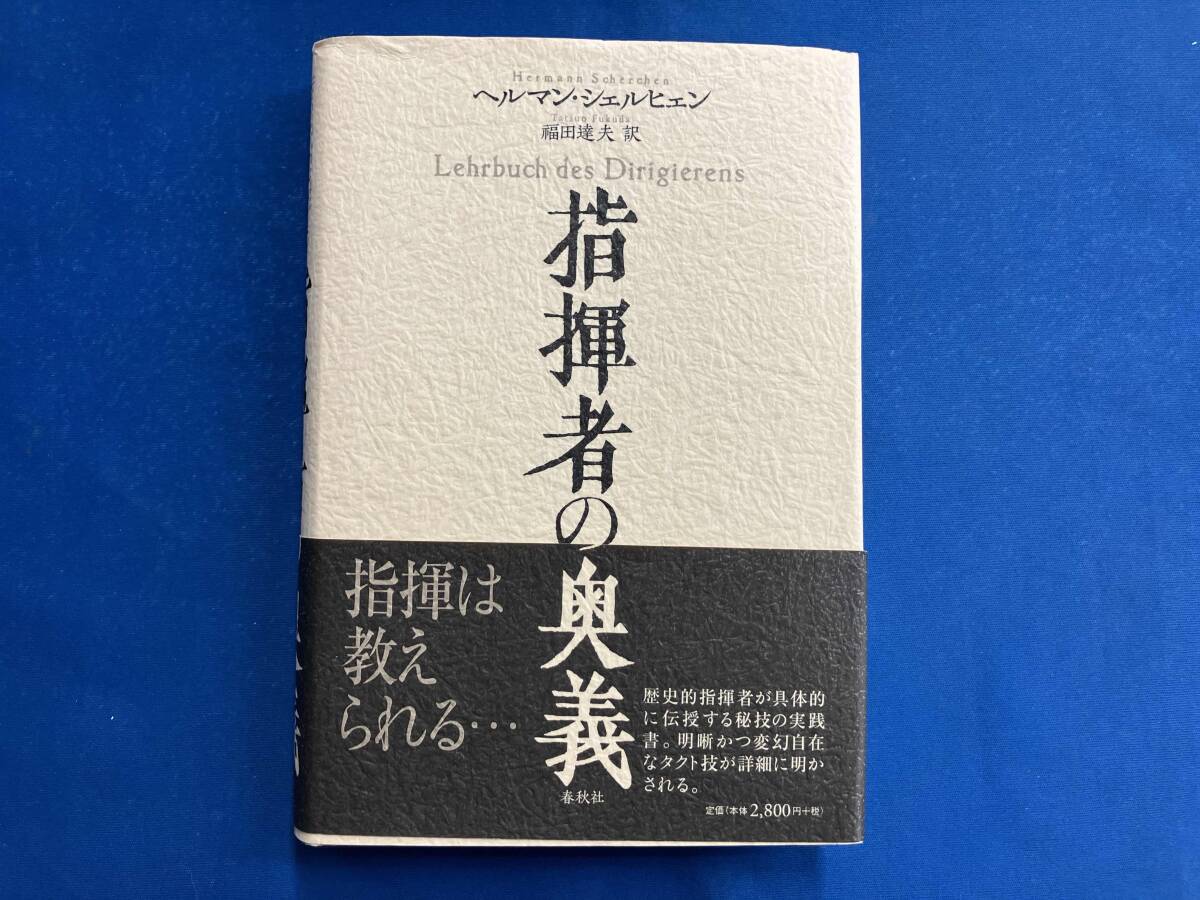 Hermann Scherchen
ヘルマン・シェルヒェン
Tatsuo Fukuda
福田達夫 訳
Lehrbuch des Dirigierens
指揮者の奥義
指揮は
教え
られる…
歴史的指揮者が具体的
に伝授する秘技の実践
書。明晰かつ変幻自在
なタクト技が詳細に明か
される。
春秋社
定価(本体2,800円+税)